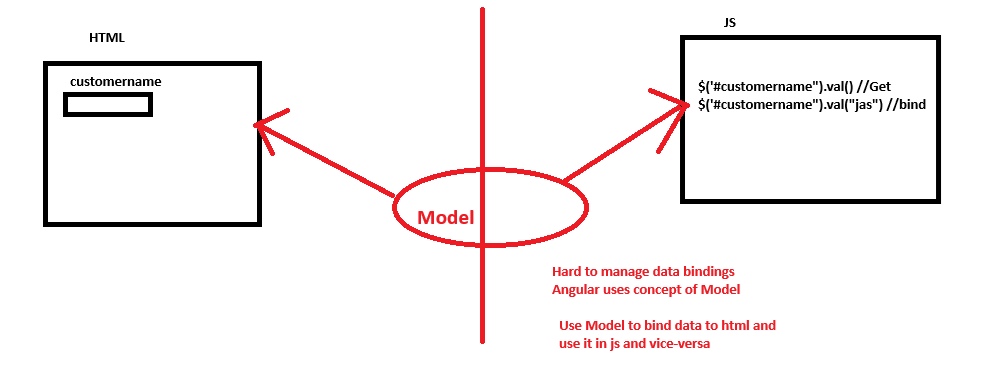 HTML
customername
JS
$('#customername").val() //Get
$('#customername").val("jas") //bind
Model
Hard to manage data bindings
Angular uses concept of Model
Use Model to bind data to html and
use it in js and vice-versa